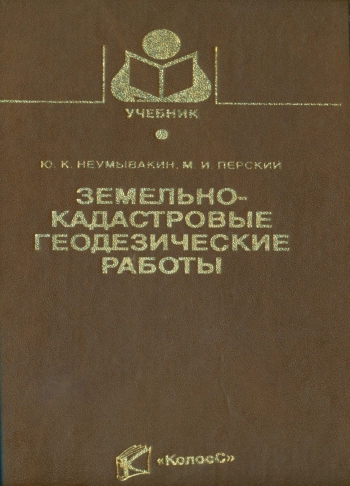 УЧЕБНИК
Ю. К. НЕУМЫВАКИН, М. И. ПЕРСКИЙ
ЗЕМЕЛЬНО-
КАДАСТРОВЫЕ
ГЕОДЕЗИЧЕСКИЕ
РАБОТЫ
«КолосС»